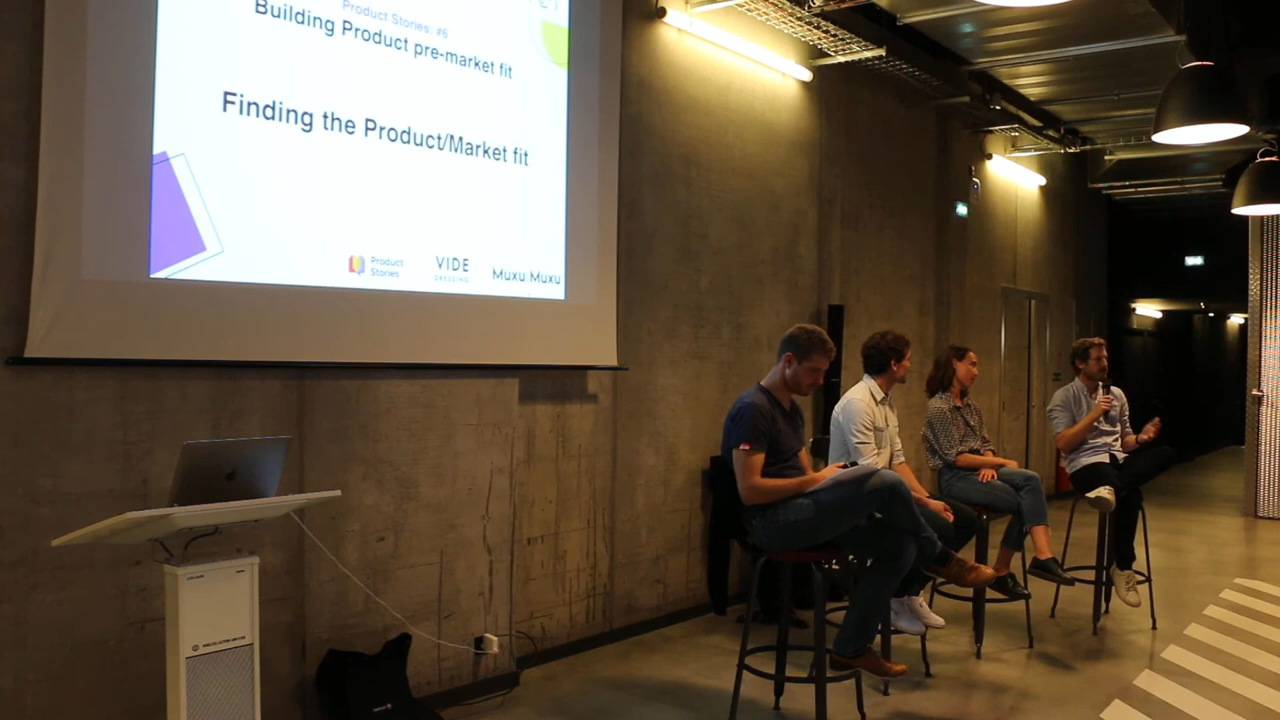 Product Stories: #6
Building Product pre-market fit
Finding the Product/Market fit
Product
Stories
VIDE
DRESSING
Muxu Muxu